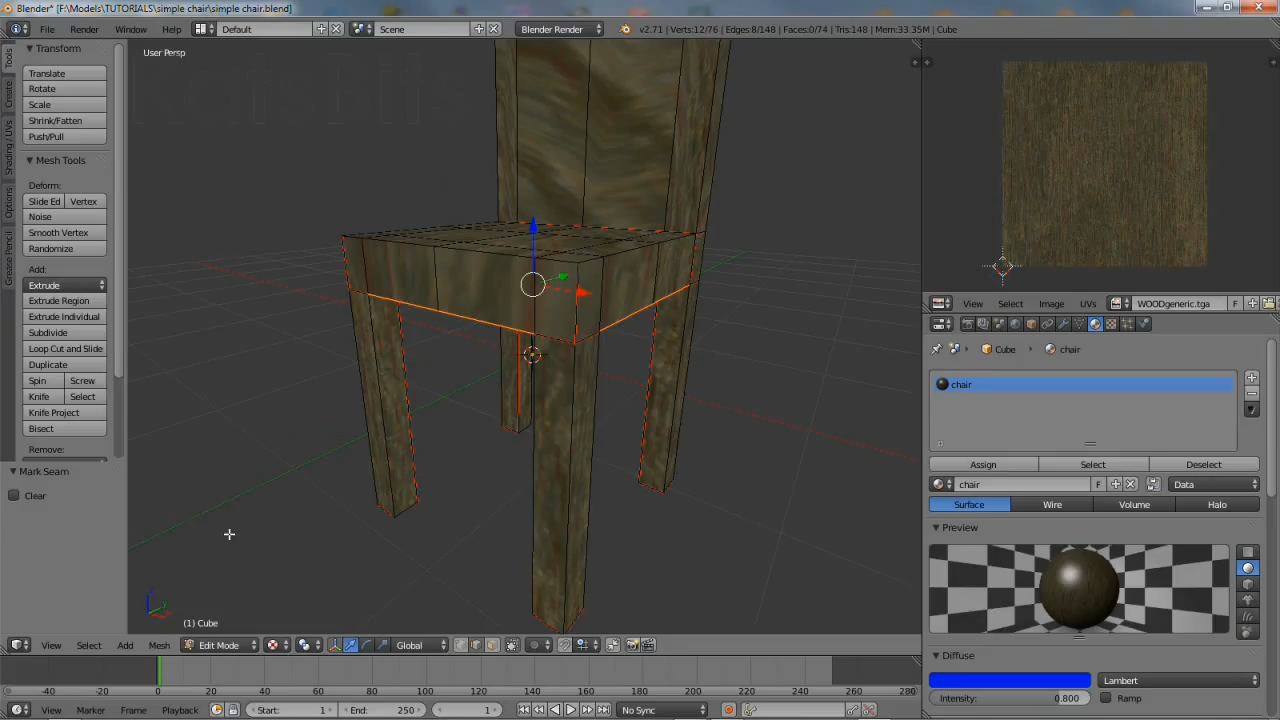 Blender* [F:\Models\TUTORIALS\simple chair\simple chair.blend]
File Render Window Help Default Scene Blender Render v2.71 | Verts:12/76 | Edges:8/148 | Faces:0/74 | Tris:148 | Mem:33.35M | Cube
Tools
Create
Shading / UVs
Options
Grease Pencil
Transform
Translate
Rotate
Scale
Shrink/Fatten
Push/Pull
Mesh Tools
Deform:
Slide Ed Vertex
Noise
Smooth Vertex
Randomize
Add:
Extrude
Extrude Region
Extrude Individual
Subdivide
Loop Cut and Slide
Duplicate
Spin Screw
Knife Select
Knife Project
Bisect
Remove:
Mark Seam
Clear
User Persp
(1) Cube
View Select Add Mesh Edit Mode Global
-40 -20 0 20 40 60 80 100 120 140 160 180 200 220 240 260 280
View Marker Frame Playback Start: 1 End: 250 1 No Sync
View Select Image UVs WOODgeneric.tga F
Cube chair
chair
Assign Select Deselect
chair F Data
Surface Wire Volume Halo
Preview
Diffuse
Lambert
Intensity: 0.800 Ramp